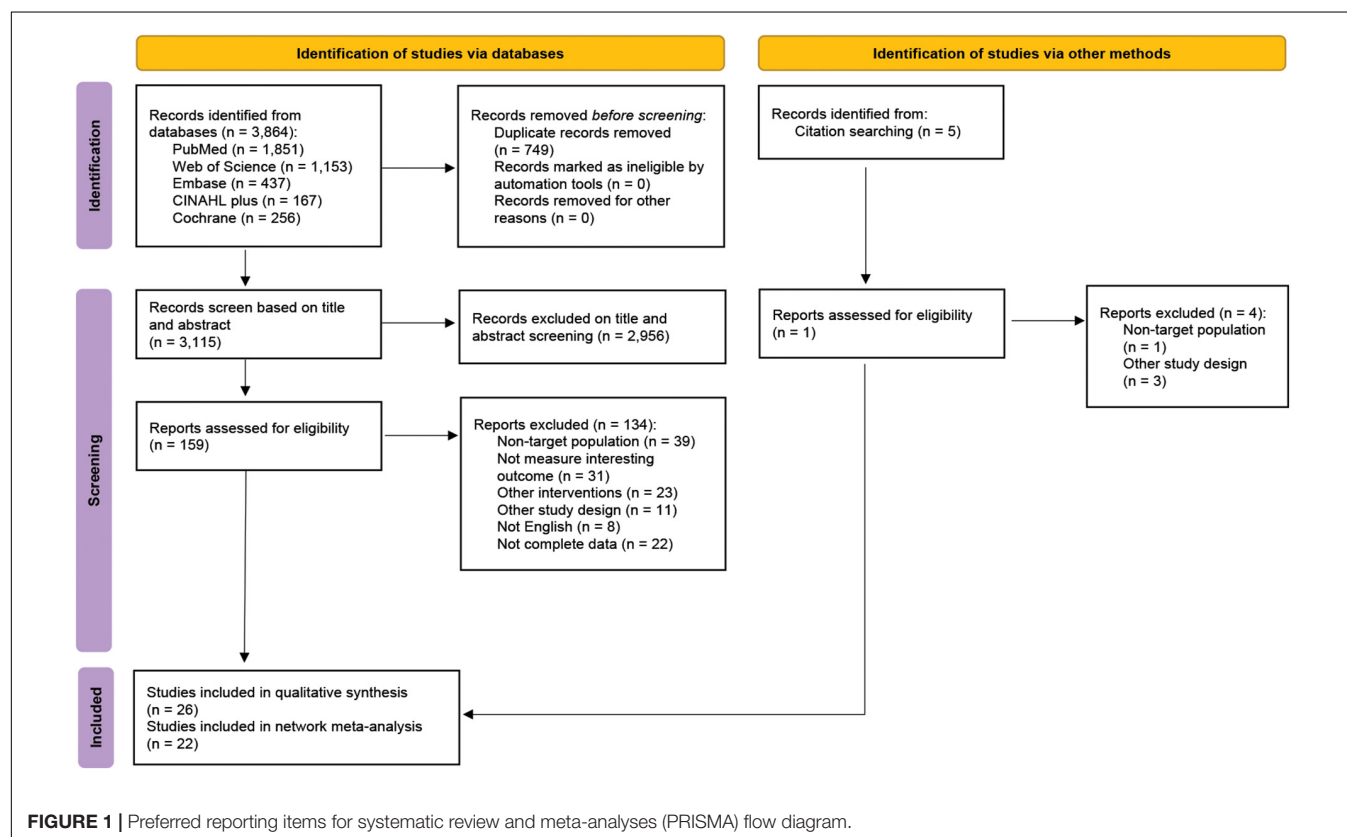 Identification of studies via databases
Identification of studies via other methods
Identification
Records identified from
databases (n = 3,864):
PubMed (n = 1,851)
Web of Science (n = 1,153)
Embase (n = 437)
CINAHL plus (n = 167)
Cochrane (n = 256)
Records removed before screening:
Duplicate records removed
(n = 749)
Records marked as ineligible by
automation tools (n = 0)
Records removed for other
reasons (n = 0)
Records identified from:
Citation searching (n = 5)
Screening
Records screen based on title
and abstract
(n = 3,115)
Records excluded on title and
abstract screening (n = 2,956)
Reports assessed for eligibility
(n = 1)
Reports excluded (n = 4):
Non-target population
(n = 1)
Other study design
(n = 3)
Reports assessed for eligibility
(n = 159)
Reports excluded (n = 134):
Non-target population (n = 39)
Not measure interesting
outcome (n = 31)
Other interventions (n = 23)
Other study design (n = 11)
Not English (n = 8)
Not complete data (n = 22)
Included
Studies included in qualitative synthesis
(n = 26)
Studies included in network meta-analysis
(n = 22)
FIGURE 1 | Preferred reporting items for systematic review and meta-analyses (PRISMA) flow diagram.